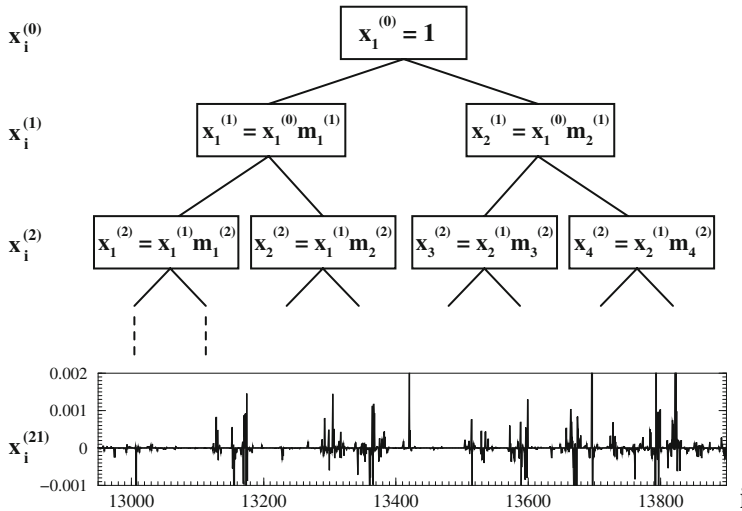 x_i^(0) x_1^(0) = 1
x_i^(1) x_1^(1) = x_1^(0) m_1^(1) x_2^(1) = x_1^(0) m_2^(1)
x_i^(2) x_1^(2) = x_1^(1) m_1^(2) x_2^(2) = x_1^(1) m_2^(2) x_3^(2) = x_2^(1) m_3^(2) x_4^(2) = x_2^(1) m_4^(2)
0.002
0.001
x_i^(21) 0
−0.001
13000 13200 13400 13600 13800 i